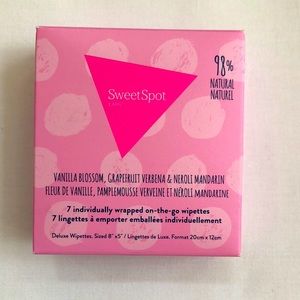 SweetSpot
LABS
98%
NATURAL
NATUREL
VANILLA BLOSSOM, GRAPEFRUIT VERBENA & NEROLI MANDARIN
FLEUR DE VANILLE, PAMPLEMOUSSE VERVEINE ET NÉROLI MANDARINE
7 individually wrapped on-the-go wipettes
7 lingettes à emporter emballées individuellement
Deluxe Wipettes. Sized 8" x5" / Lingettes de Luxe. Format 20cm x 12cm